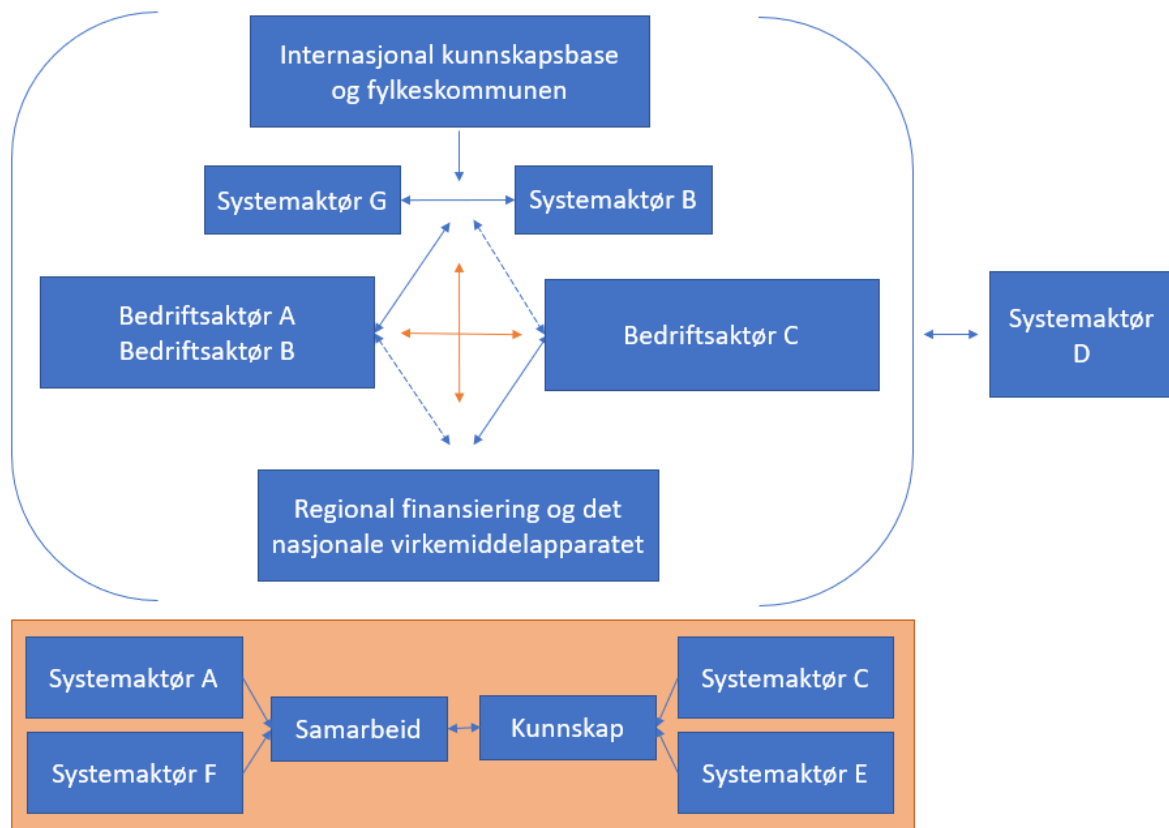 Internasjonal kunnskapsbase
og fylkeskommunen
Systemaktør G
Systemaktør B
Bedriftsaktør A
Bedriftsaktør B
Bedriftsaktør C
Systemaktør
D
Regional finansiering og det
nasjonale virkemiddelapparatet
Systemaktør A
Systemaktør F
Samarbeid
Kunnskap
Systemaktør C
Systemaktør E